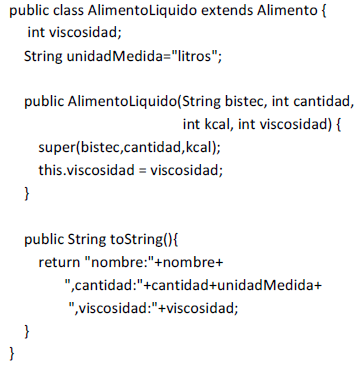 public class AlimentoLiquido extends Alimento {
int viscosidad;
String unidadMedida="litros";
public AlimentoLiquido(String bistec, int cantidad,
int kcal, int viscosidad) {
super(bistec,cantidad,kcal);
this.viscosidad = viscosidad;
}
public String toString(){
return "nombre:"+nombre+
",cantidad:"+cantidad+unidadMedida+
",viscosidad:"+viscosidad;
}
}